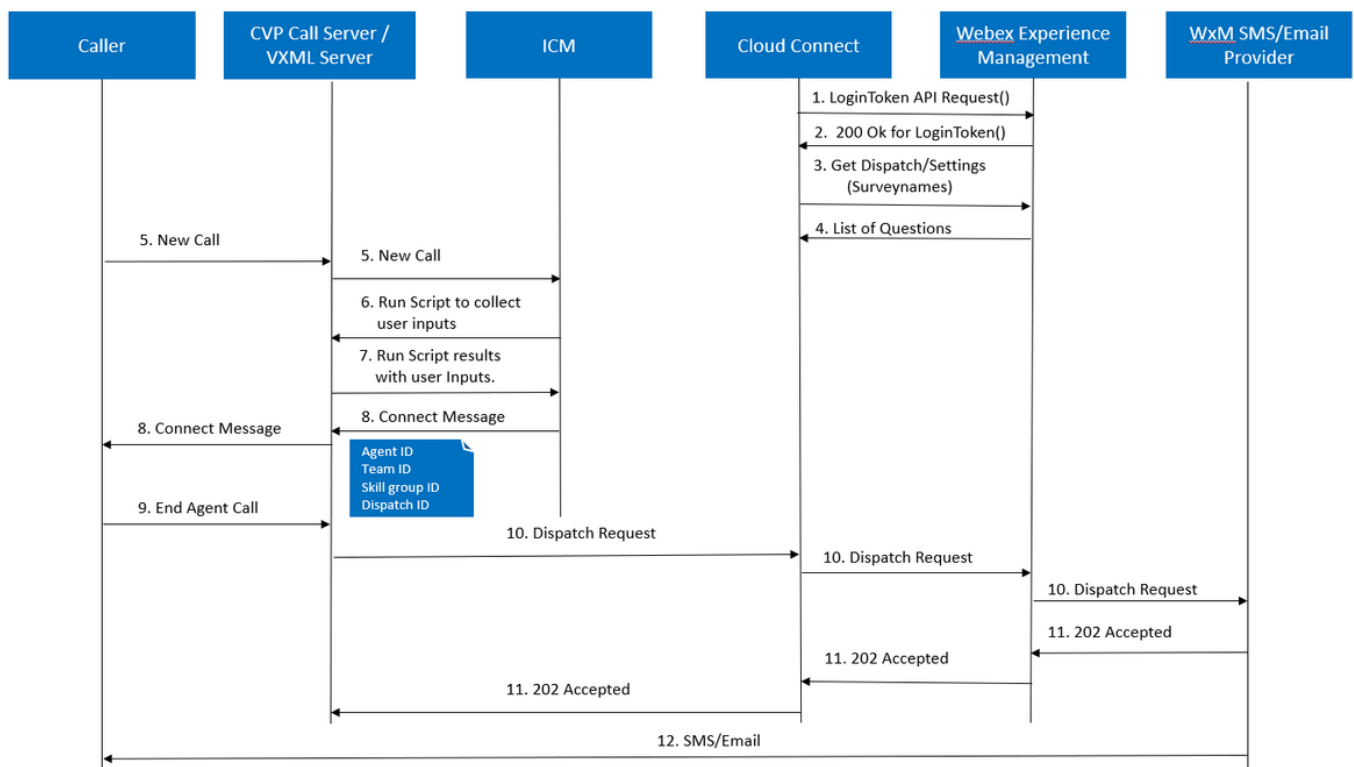 Caller
CVP Call Server /
VXML Server
ICM
Cloud Connect
Webex Experience
Management
WxM SMS/Email
Provider
1. LoginToken API Request()
2. 200 Ok for LoginToken()
3. Get Dispatch/Settings
(Surveynames)
4. List of Questions
5. New Call
5. New Call
6. Run Script to collect
user inputs
7. Run Script results
with user Inputs.
8. Connect Message
8. Connect Message
Agent ID
Team ID
Skill group ID
Dispatch ID
9. End Agent Call
10. Dispatch Request
10. Dispatch Request
10. Dispatch Request
11. 202 Accepted
11. 202 Accepted
11. 202 Accepted
12. SMS/Email